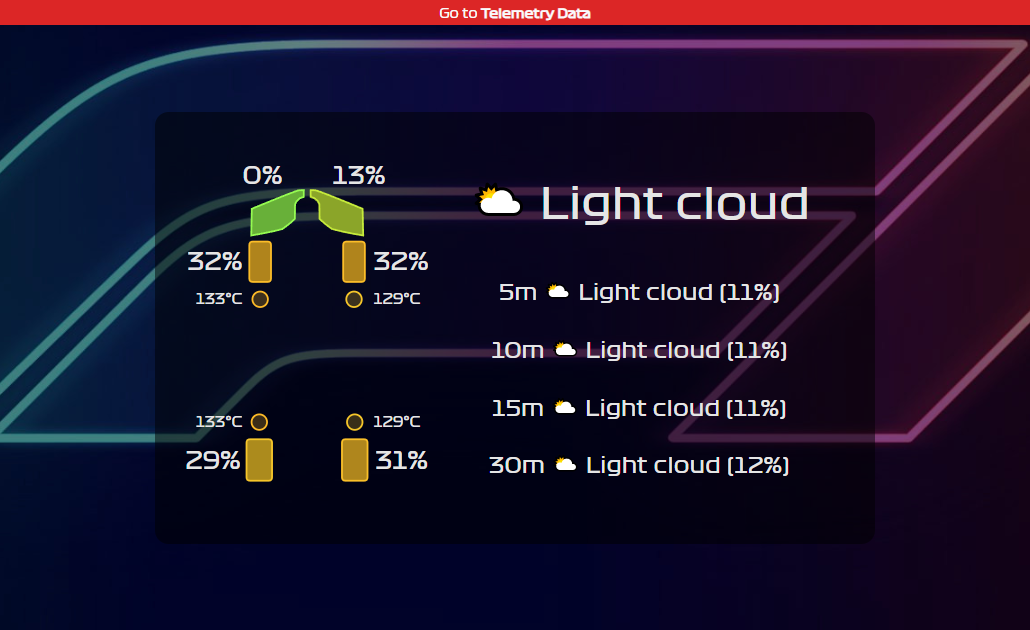 Go to Telemetry Data
0% 13%
32% 32%
133°C 129°C
133°C 129°C
29% 31%
Light cloud
5m Light cloud (11%)
10m Light cloud (11%)
15m Light cloud (11%)
30m Light cloud (12%)